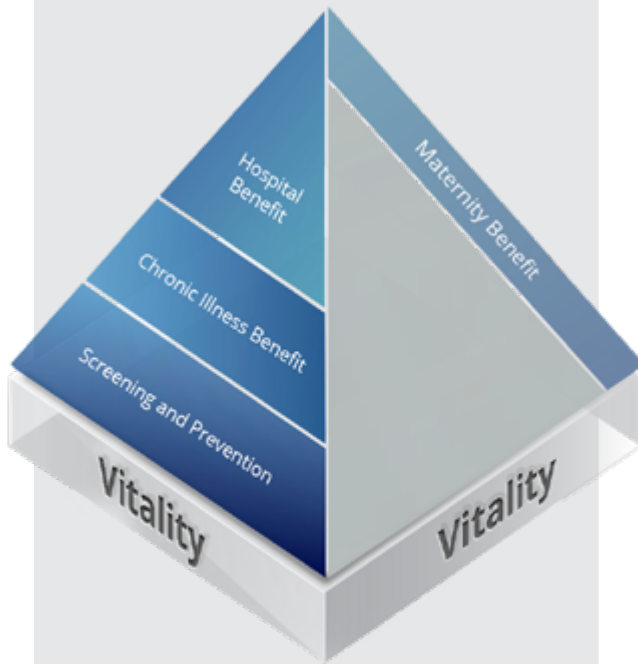 Hospital
Benefit
Maternity Benefit
Chronic Illness Benefit
Screening and Prevention
Vitality
Vitality